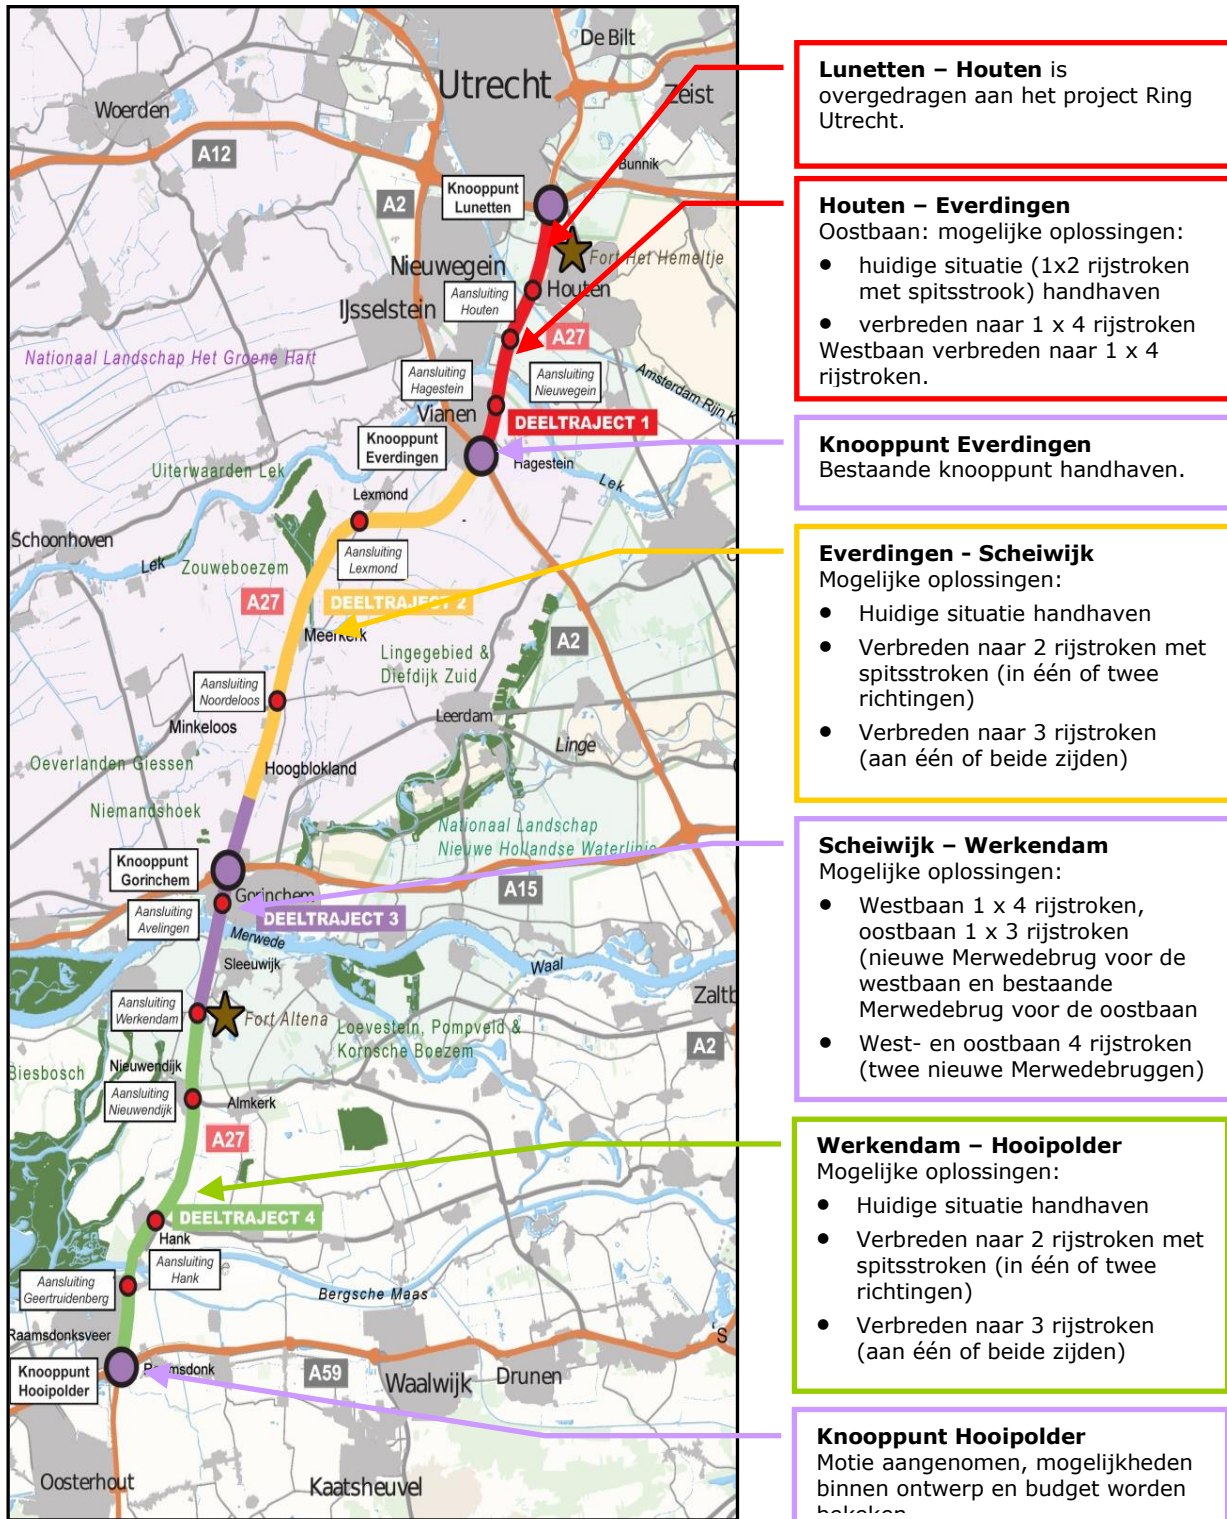 De Bilt
Utrecht
Zeist
Woerden
A12
Bunnik
Knooppunt
Lunetten
A2
Fort Het Hemeltje
Nieuwegein
Aansluiting
Houten
Houten
IJsselstein
A27
Nationaal Landschap Het Groene Hart
Aansluiting
Hagestein
Aansluiting
Nieuwegein
Amsterdam Rijn K
Vianen
DEELTRAJECT 1
Knooppunt
Everdingen
Hagestein
Uiterwaarden Lek
Lek
Lexmond
Schoonhoven
Aansluiting
Lexmond
Lek
Zouweboezem
A27
DEELTRAJECT 2
Meerkerk
A2
Lingegebied &
Diefdijk Zuid
Aansluiting
Noordeloos
Minkeloos
Leerdam
Linge
Oeverlanden Giessen
Hoogblokland
Niemandshoek
Nationaal Landschap
Nieuwe Hollandse Waterlinie
Knooppunt
Gorinchem
A15
Gorinchem
Aansluiting
Avelingen
DEELTRAJECT 3
Merwede
Sleeuwijk
Waal
Zaltb
Aansluiting
Werkendam
Fort Altena
Loevestein, Pompveld &
Kornsche Boezem
A2
Biesbosch
Nieuwendijk
Aansluiting
Nieuwendijk
Almkerk
A27
DEELTRAJECT 4
Hank
Aansluiting
Hank
Aansluiting
Geertruidenberg
Bergsche Maas
Raamsdonksveer
'S
Knooppunt
Hooipolder
Raamsdonk
A59
Waalwijk
Drunen
Oosterhout
Kaatsheuvel
Lunetten – Houten is
overgedragen aan het project Ring
Utrecht.
Houten – Everdingen
Oostbaan: mogelijke oplossingen:
• huidige situatie (1x2 rijstroken
met spitsstrook) handhaven
• verbreden naar 1 x 4 rijstroken
Westbaan verbreden naar 1 x 4
rijstroken.
Knooppunt Everdingen
Bestaande knooppunt handhaven.
Everdingen - Scheiwijk
Mogelijke oplossingen:
• Huidige situatie handhaven
• Verbreden naar 2 rijstroken met
spitsstroken (in één of twee
richtingen)
• Verbreden naar 3 rijstroken
(aan één of beide zijden)
Scheiwijk – Werkendam
Mogelijke oplossingen:
• Westbaan 1 x 4 rijstroken,
oostbaan 1 x 3 rijstroken
(nieuwe Merwedebrug voor de
westbaan en bestaande
Merwedebrug voor de oostbaan
• West- en oostbaan 4 rijstroken
(twee nieuwe Merwedebruggen)
Werkendam – Hooipolder
Mogelijke oplossingen:
• Huidige situatie handhaven
• Verbreden naar 2 rijstroken met
spitsstroken (in één of twee
richtingen)
• Verbreden naar 3 rijstroken
(aan één of beide zijden)
Knooppunt Hooipolder
Motie aangenomen, mogelijkheden
binnen ontwerp en budget worden